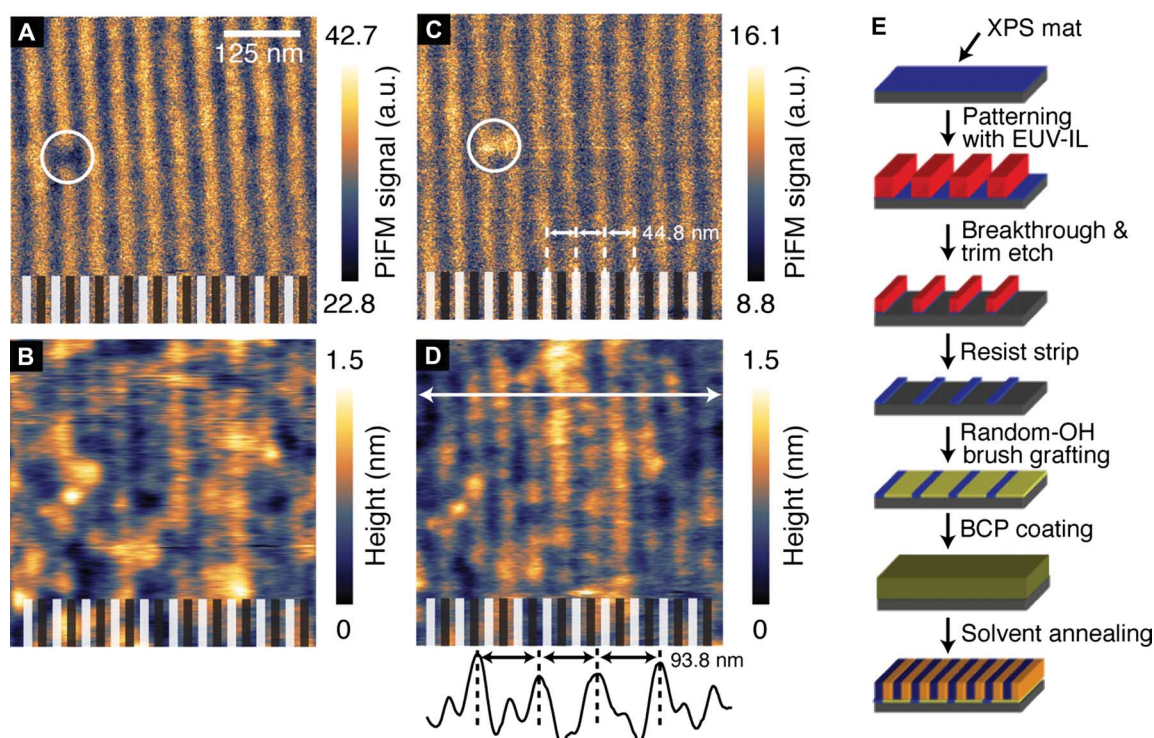 A
125 nm
42.7
PiFM signal (a.u.)
22.8
C
44.8 nm
16.1
PiFM signal (a.u.)
8.8
B
1.5
Height (nm)
0
D
1.5
Height (nm)
0
93.8 nm
E
XPS mat
Patterning
with EUV-IL
Breakthrough &
trim etch
Resist strip
Random-OH
brush grafting
BCP coating
Solvent annealing